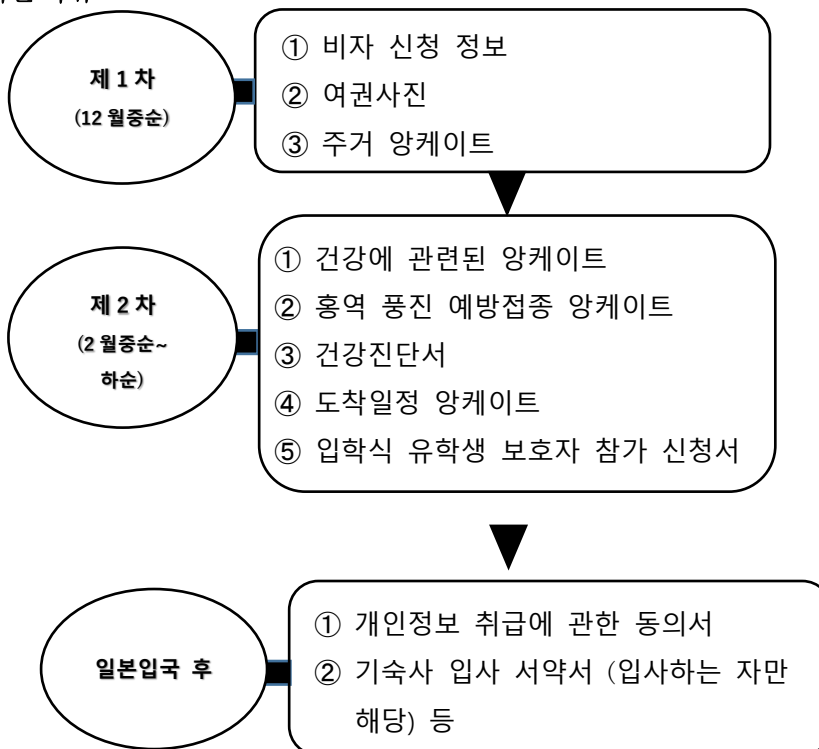 제 1 차
(12 월중순)
① 비자 신청 정보
② 여권사진
③ 주거 앙케이트
제 2 차
(2 월중순~
하순)
① 건강에 관련된 앙케이트
② 홍역 풍진 예방접종 앙케이트
③ 건강진단서
④ 도착일정 앙케이트
⑤ 입학식 유학생 보호자 참가 신청서
일본입국 후
① 개인정보 취급에 관한 동의서
② 기숙사 입사 서약서 (입사하는 자만
해당) 등